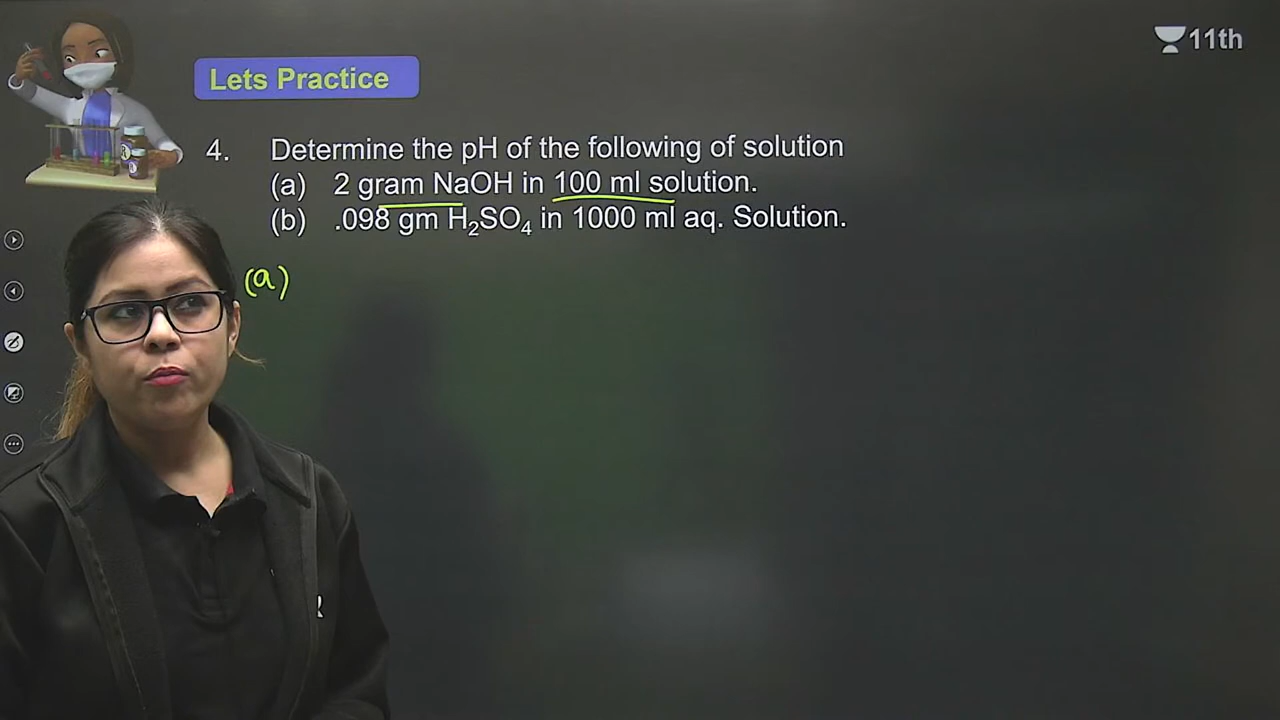 11th
Lets Practice
4. Determine the pH of the following of solution
(a) 2 gram NaOH in 100 ml solution.
(b) .098 gm H₂SO₄ in 1000 ml aq. Solution.
(a)